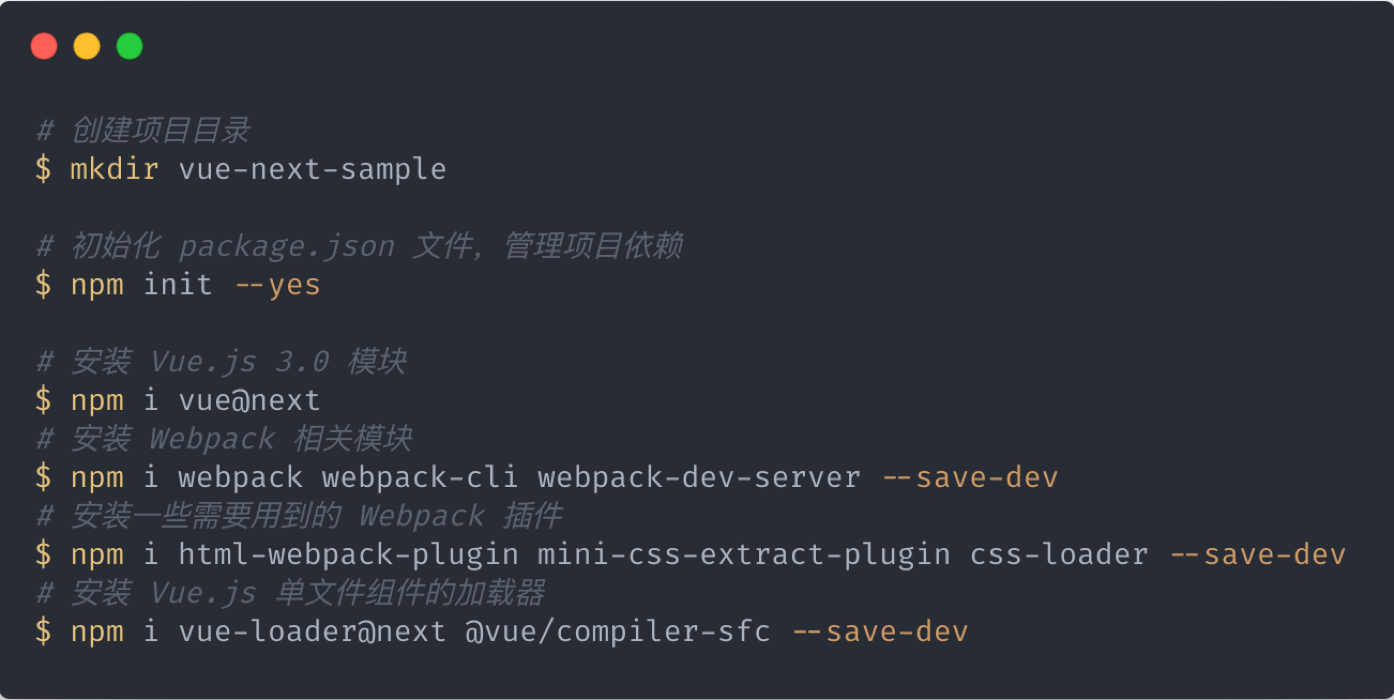 # 创建项目目录
$ mkdir vue-next-sample
# 初始化 package.json 文件，管理项目依赖
$ npm init --yes
# 安装 Vue.js 3.0 模块
$ npm i vue@next
# 安装 Webpack 相关模块
$ npm i webpack webpack-cli webpack-dev-server --save-dev
# 安装一些需要用到的 Webpack 插件
$ npm i html-webpack-plugin mini-css-extract-plugin css-loader --save-dev
# 安装 Vue.js 单文件组件的加载器
$ npm i vue-loader@next @vue/compiler-sfc --save-dev